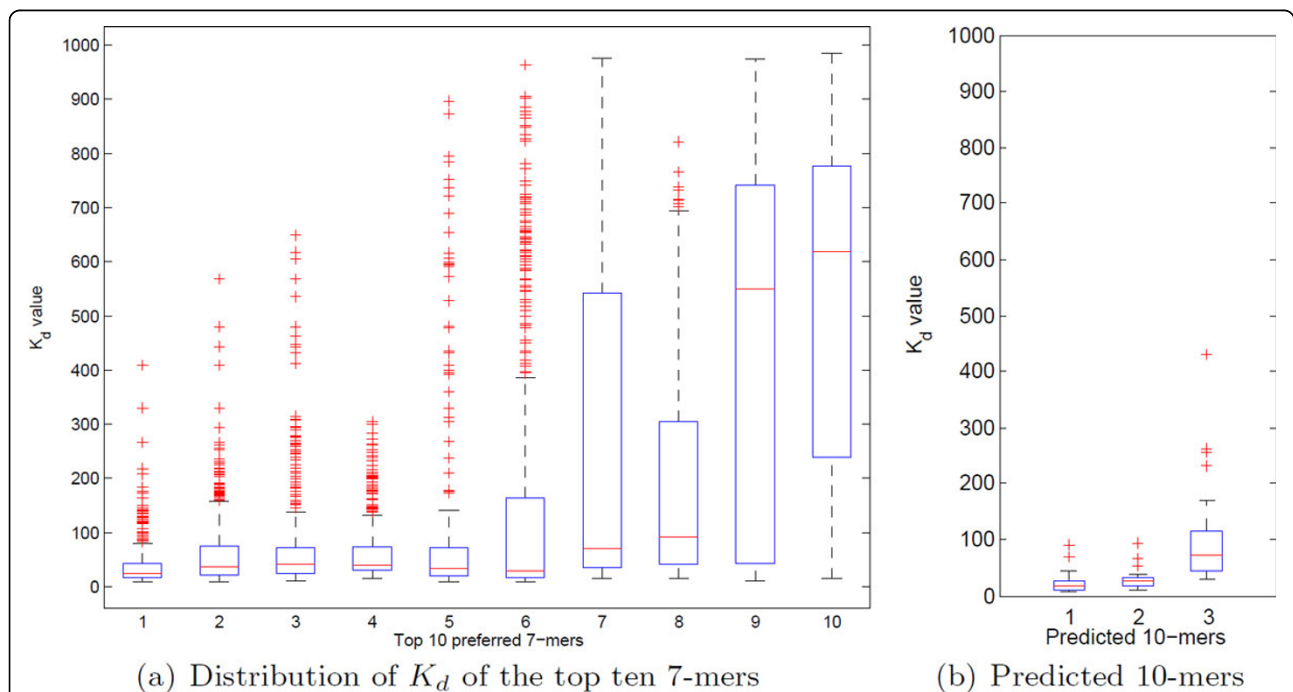 1000
900
800
700
600
500
400
300
200
100
0
K_d value
1 2 3 4 5 6 7 8 9 10
Top 10 preferred 7−mers
(a) Distribution of K_d of the top ten 7-mers
1000
900
800
700
600
500
400
300
200
100
0
K_d value
1 2 3
Predicted 10−mers
(b) Predicted 10-mers